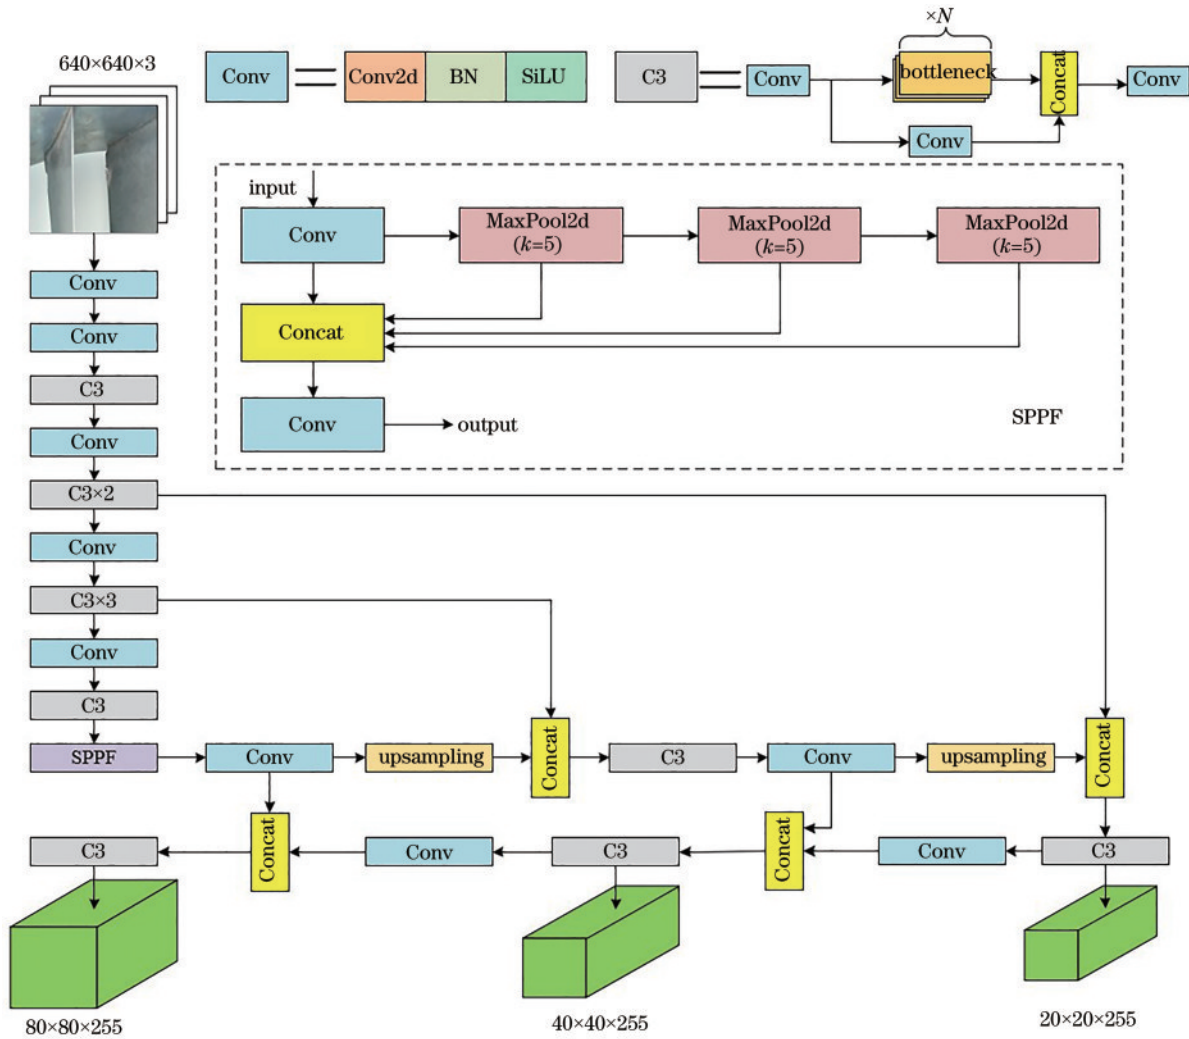 640×640×3
Conv
Conv2d
BN
SiLU
C3
Conv
×N
bottleneck
Conv
Concat
Conv
input
Conv
MaxPool2d
(k=5)
MaxPool2d
(k=5)
MaxPool2d
(k=5)
Concat
Conv
output
SPPF
Conv
Conv
C3
Conv
C3×2
Conv
C3×3
Conv
C3
SPPF
Conv
upsampling
Concat
C3
Conv
upsampling
Concat
C3
Concat
Conv
C3
Concat
Conv
C3
80×80×255
40×40×255
20×20×255